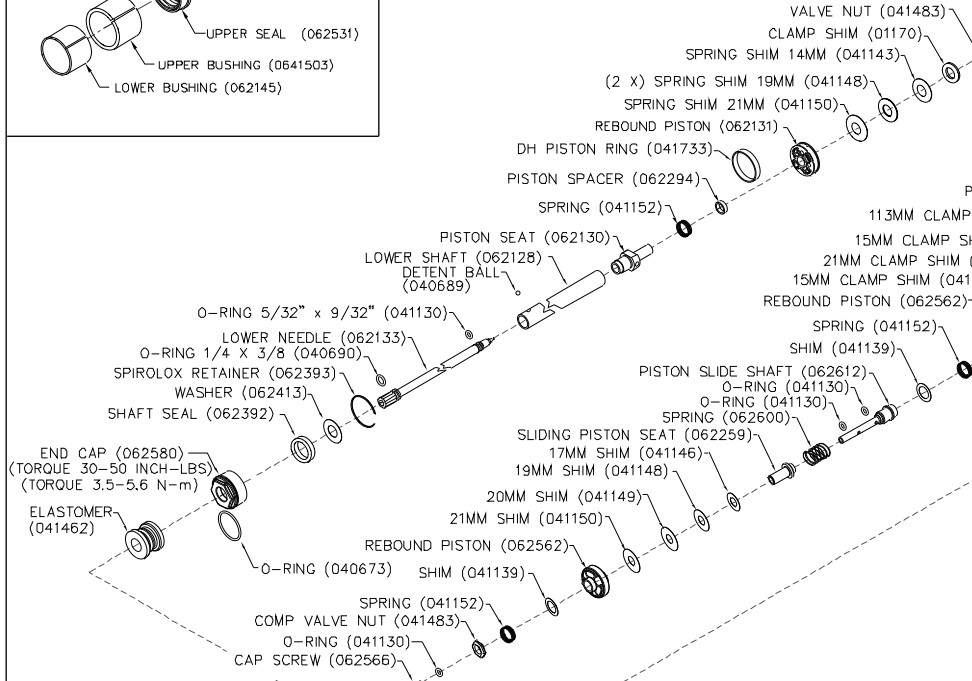 UPPER SEAL (062531)
UPPER BUSHING (0641503)
LOWER BUSHING (062145)
VALVE NUT (041483)
CLAMP SHIM (01170)
SPRING SHIM 14MM (041143)
(2 X) SPRING SHIM 19MM (041148)
SPRING SHIM 21MM (041150)
REBOUND PISTON (062131)
DH PISTON RING (041733)
PISTON SPACER (062294)
SPRING (041152)
PISTON SEAT (062130)
LOWER SHAFT (062128)
DETENT BALL
(040689)
O-RING 5/32" x 9/32" (041130)
LOWER NEEDLE (062133)
O-RING 1/4 X 3/8 (040690)
SPIROLOX RETAINER (062393)
WASHER (062413)
SHAFT SEAL (062392)
END CAP (062580)
(TORQUE 30-50 INCH-LBS)
(TORQUE 3.5-5.6 N-m)
ELASTOMER
(041462)
O-RING (040673)
P
113MM CLAMP
15MM CLAMP SH
21MM CLAMP SHIM (
15MM CLAMP SHIM (041
REBOUND PISTON (062562)
SPRING (041152)
SHIM (041139)
PISTON SLIDE SHAFT (062612)
O-RING (041130)
O-RING (041130)
SPRING (062600)
SLIDING PISTON SEAT (062259)
17MM SHIM (041146)
19MM SHIM (041148)
20MM SHIM (041149)
21MM SHIM (041150)
REBOUND PISTON (062562)
SHIM (041139)
SPRING (041152)
COMP VALVE NUT (041483)
O-RING (041130)
CAP SCREW (062566)